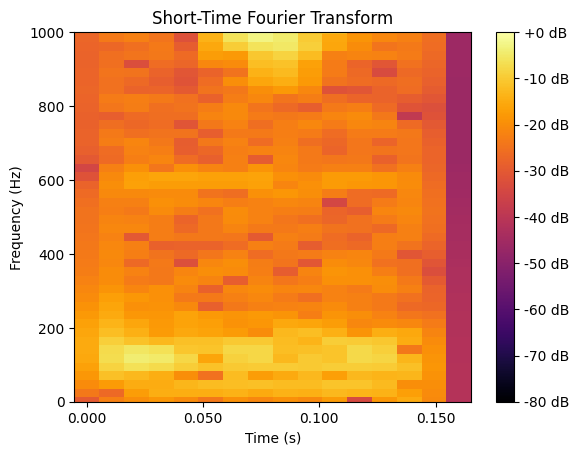 Short-Time Fourier Transform
1000
800
600
400
200
0
Frequency (Hz)
0.000
0.050
0.100
0.150
Time (s)
+0 dB
-10 dB
-20 dB
-30 dB
-40 dB
-50 dB
-60 dB
-70 dB
-80 dB